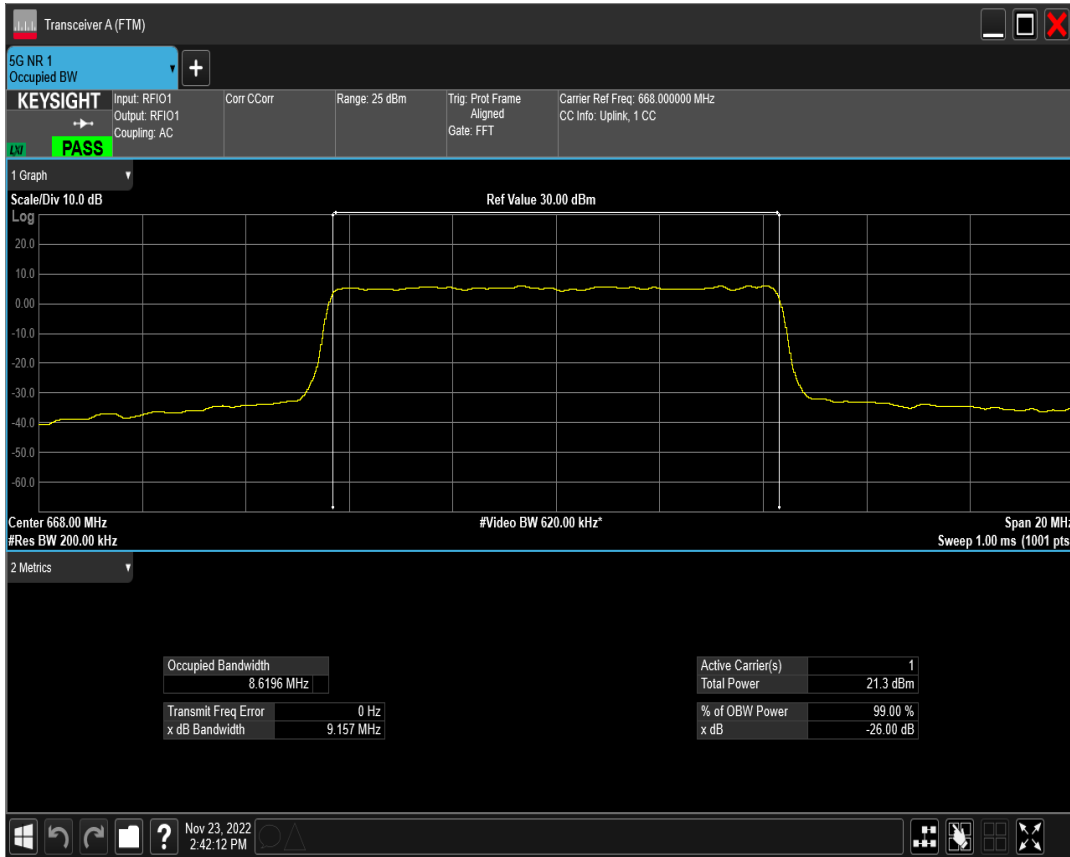 Transceiver A (FTM)
5G NR 1
Occupied BW
+
KEYSIGHT
LXI
PASS
Input: RFIO1
Output: RFIO1
Coupling: AC
Corr CCorr
Range: 25 dBm
Trig: Prot Frame
Aligned
Gate: FFT
Carrier Ref Freq: 668.000000 MHz
CC Info: Uplink, 1 CC
1 Graph
Scale/Div 10.0 dB
Ref Value 30.00 dBm
Log
20.0
10.0
0.00
-10.0
-20.0
-30.0
-40.0
-50.0
-60.0
Center 668.00 MHz
#Video BW 620.00 kHz*
Span 20 MHz
#Res BW 200.00 kHz
Sweep 1.00 ms (1001 pts
2 Metrics
Occupied Bandwidth
8.6196 MHz
Transmit Freq Error 0 Hz
x dB Bandwidth 9.157 MHz
Active Carrier(s) 1
Total Power 21.3 dBm
% of OBW Power 99.00 %
x dB -26.00 dB
?
Nov 23, 2022
2:42:12 PM